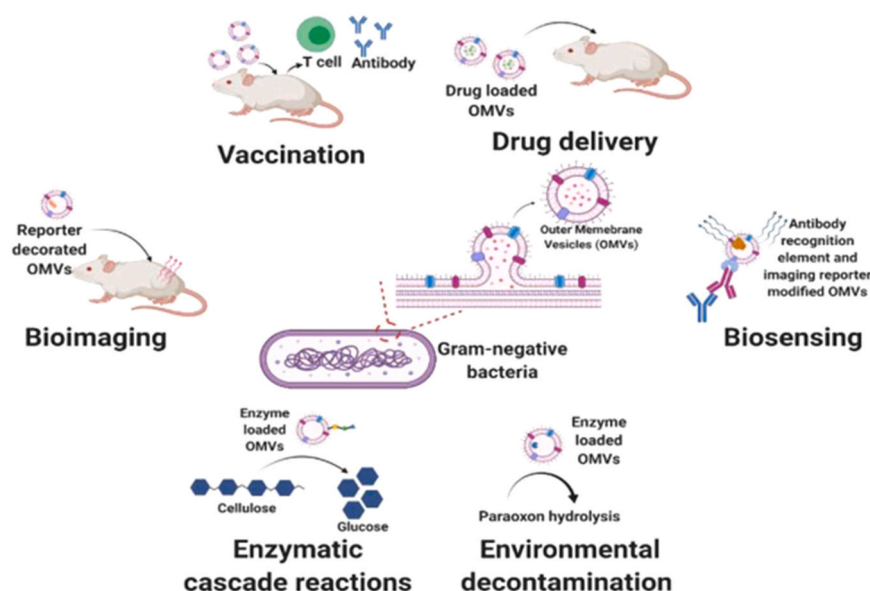 T cell Antibody
Vaccination
Drug loaded
OMVs
Drug delivery
Reporter
decorated
OMVs
Bioimaging
Outer Memebrane
Vesicles (OMVs)
Antibody
recognition
element and
imaging reporter
modified OMVs
Biosensing
Gram-negative
bacteria
Enzyme
loaded
OMVs
Cellulose
Glucose
Enzymatic
cascade reactions
Enzyme
loaded
OMVs
Paraoxon hydrolysis
Environmental
decontamination